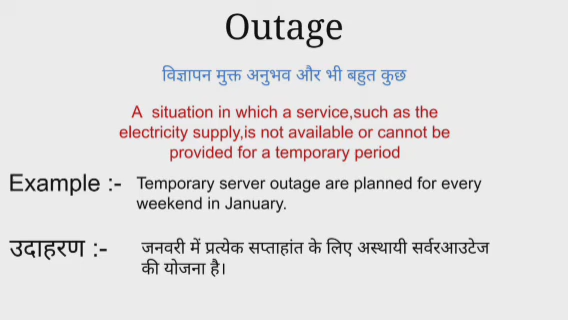 Outage
विज्ञापन मुक्त अनुभव और भी बहुत कुछ
A situation in which a service,such as the
electricity supply,is not available or cannot be
provided for a temporary period
Example :- Temporary server outage are planned for every
weekend in January.
उदाहरण :- जनवरी में प्रत्येक सप्ताहांत के लिए अस्थायी सर्वरआउटेज
की योजना है।